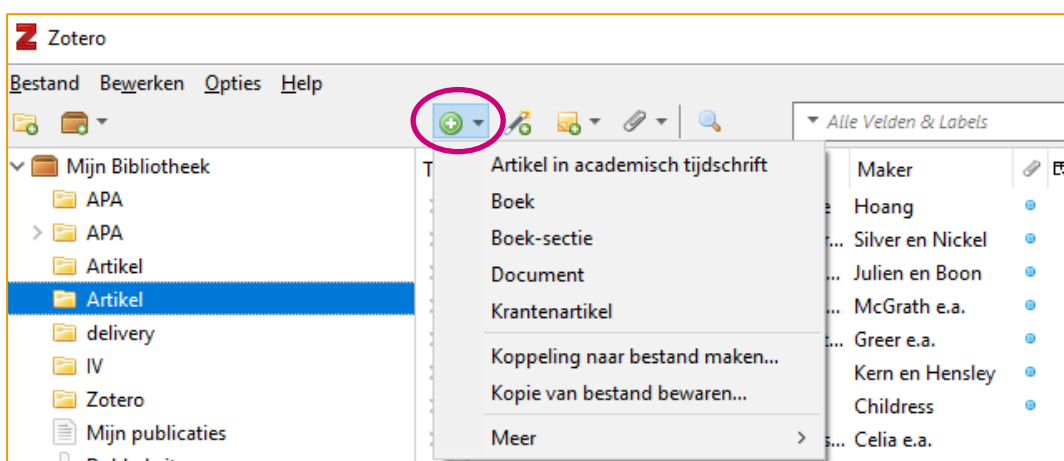 Zotero
Bestand Bewerken Opties Help
Alle Velden & Labels
Mijn Bibliotheek
APA
APA
Artikel
Artikel
delivery
IV
Zotero
Mijn publicaties
T
Artikel in academisch tijdschrift
Boek
Boek-sectie
Document
Krantenartikel
Koppeling naar bestand maken...
Kopie van bestand bewaren...
Meer
Maker
Hoang
Silver en Nickel
Julien en Boon
McGrath e.a.
Greer e.a.
Kern en Hensley
Childress
Celia e.a.